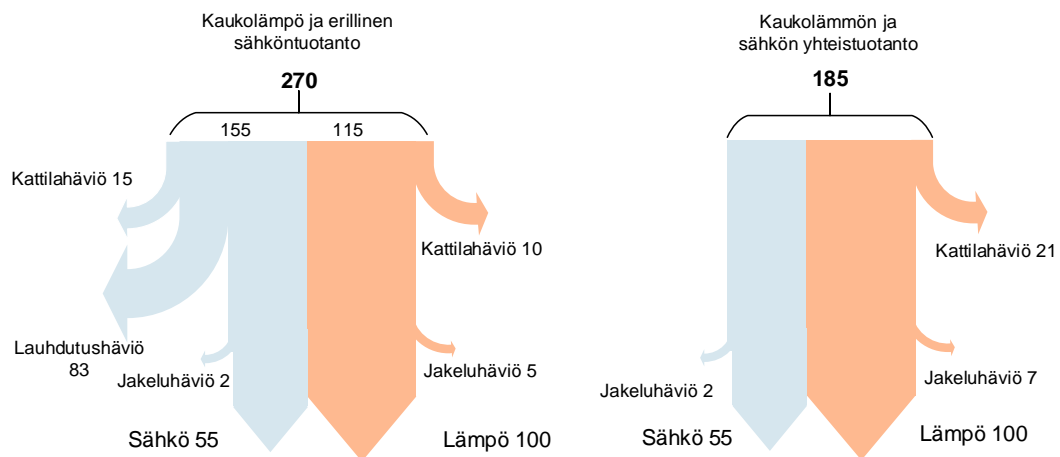 Kaukolämpö ja erillinen
sähköntuotanto
270
155
115
Kattilahäviö 15
Kattilahäviö 10
Lauhdutushäviö
83
Jakeluhäviö 2
Jakeluhäviö 5
Sähkö 55
Lämpö 100
Kaukolämmön ja
sähkön yhteistuotanto
185
Kattilahäviö 21
Jakeluhäviö 2
Jakeluhäviö 7
Sähkö 55
Lämpö 100